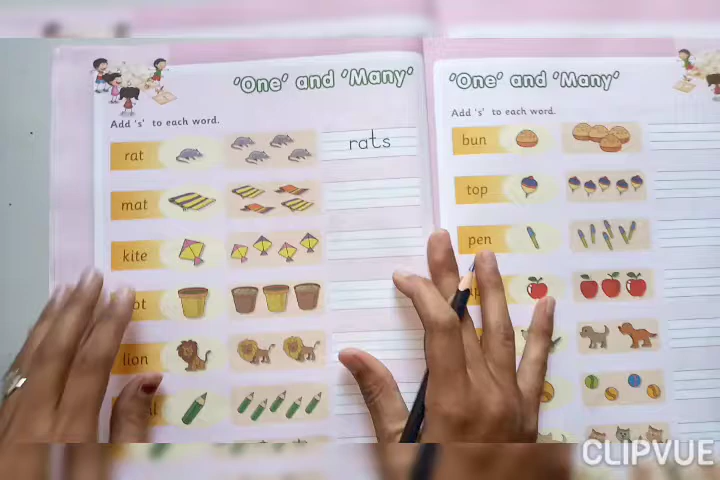 'One' and 'Many'
Add 's' to each word.
rat
rats
mat
kite
lion
'One' and 'Many'
Add 's' to each word.
bun
top
pen
CLIPVUE